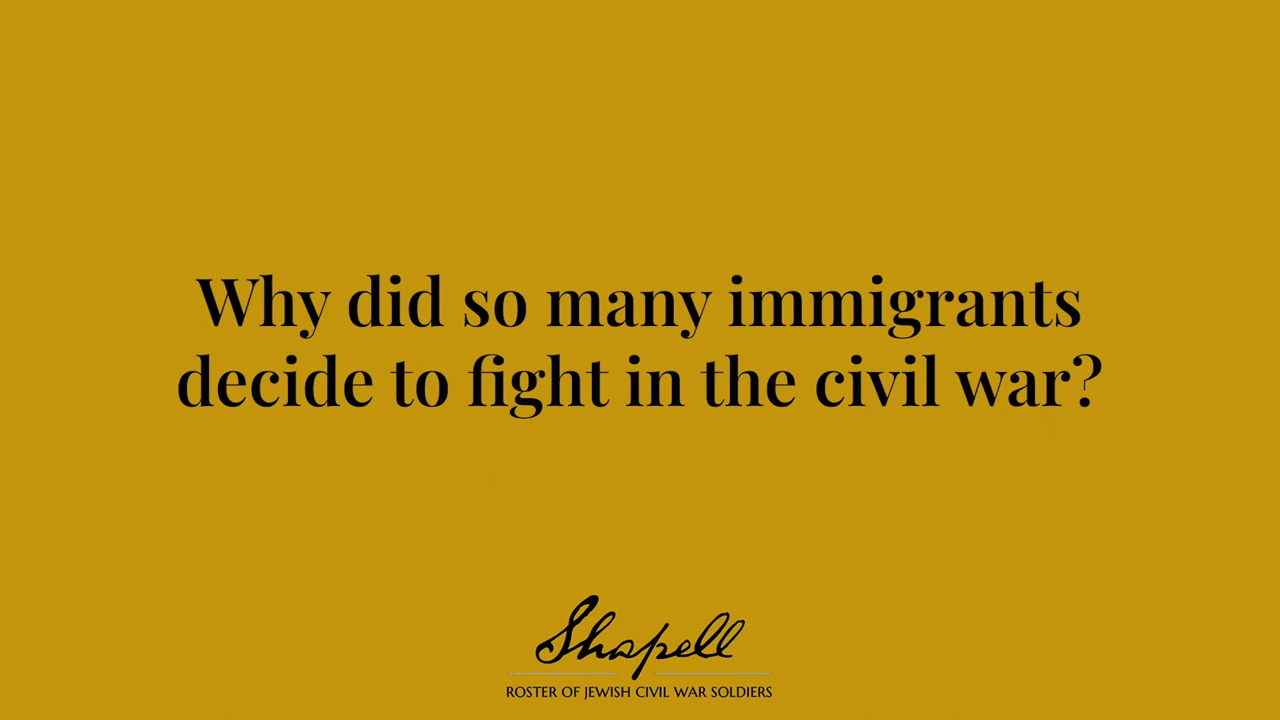 Why did so many immigrants
decide to fight in the civil war?
Shapell
ROSTER OF JEWISH CIVIL WAR SOLDIERS